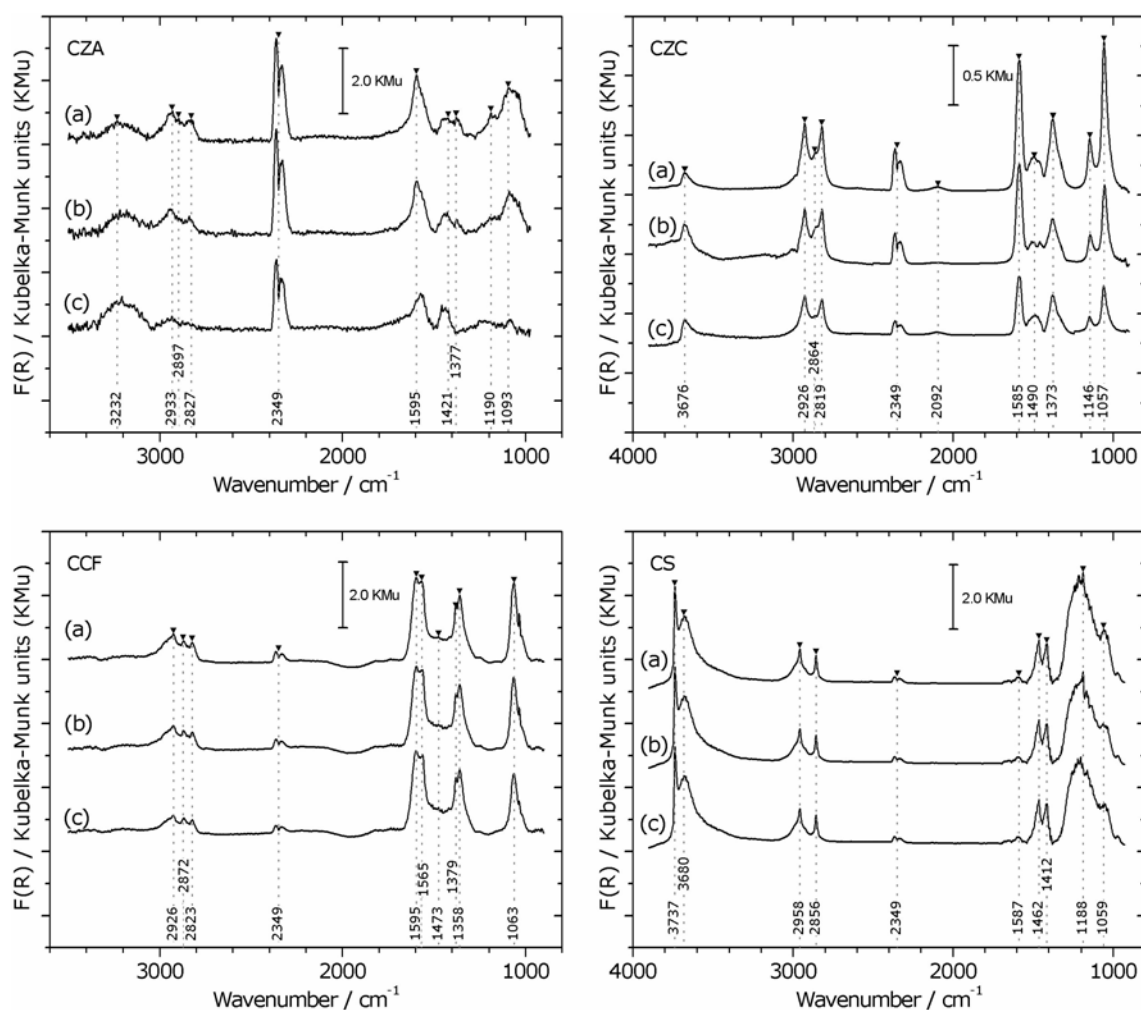 CZA
2.0 KMu
(a)
(b)
(c)
3232
2933
2897
2827
2349
1595
1421
1377
1190
1093
3000
2000
1000
Wavenumber / cm⁻¹
F(R) / Kubelka-Munk units (KMu)
CZC
0.5 KMu
(a)
(b)
(c)
3676
2926
2864
2819
2349
2092
1585
1490
1373
1146
1057
4000
3000
2000
1000
Wavenumber / cm⁻¹
F(R) / Kubelka-Munk units (KMu)
CCF
2.0 KMu
(a)
(b)
(c)
2926
2872
2823
2349
1595
1565
1473
1379
1358
1063
3000
2000
1000
Wavenumber / cm⁻¹
F(R) / Kubelka-Munk units (KMu)
CS
2.0 KMu
(a)
(b)
(c)
3737
3680
2958
2856
2349
1587
1462
1412
1188
1059
4000
3000
2000
1000
Wavenumber / cm⁻¹
F(R) / Kubelka-Munk units (KMu)